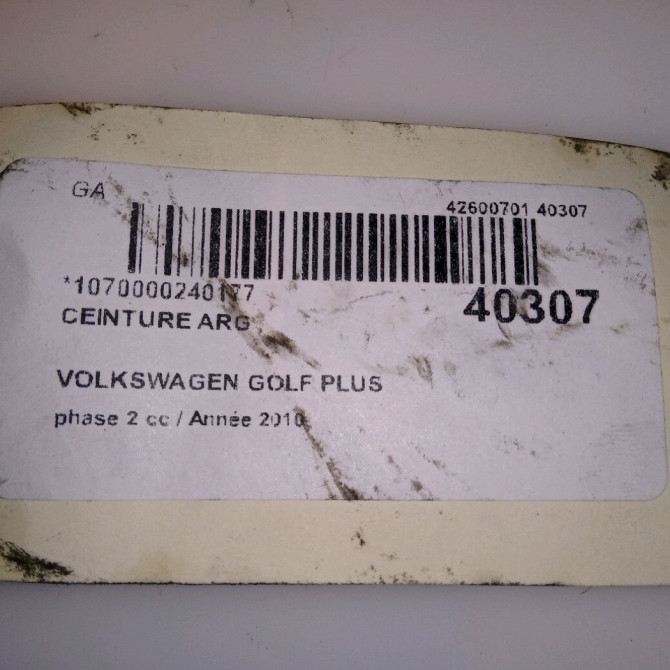 GA
42600701 40307
*1070000240177
40307
CEINTURE ARG
VOLKSWAGEN GOLF PLUS
phase 2 cc / Année 2010